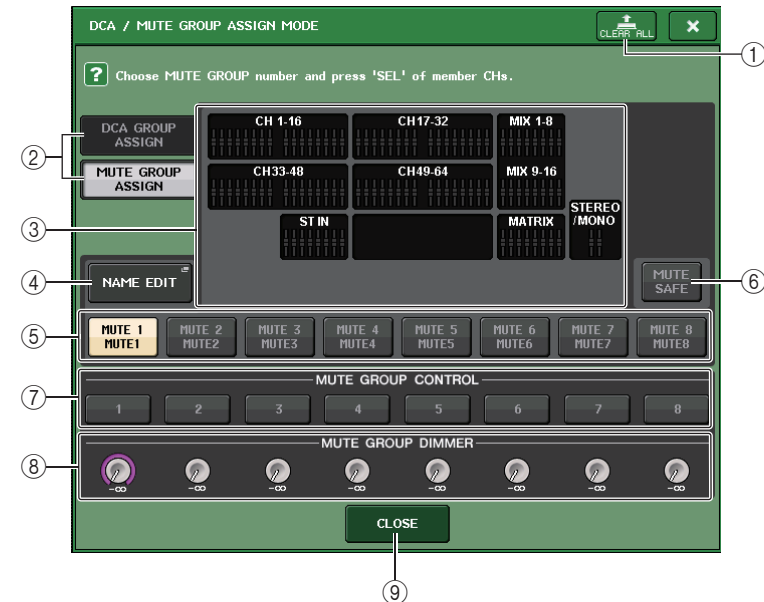 DCA / MUTE GROUP ASSIGN MODE
CLEAR ALL
×
①
? Choose MUTE GROUP number and press 'SEL' of member CHs.
②
DCA GROUP
ASSIGN
MUTE GROUP
ASSIGN
③
CH 1-16
CH17-32
MIX 1-8
CH33-48
CH49-64
MIX 9-16
ST IN
MATRIX
STEREO
/MONO
④
NAME EDIT
MUTE
SAFE
⑥
⑤
MUTE 1
MUTE1
MUTE 2
MUTE2
MUTE 3
MUTE3
MUTE 4
MUTE4
MUTE 5
MUTE5
MUTE 6
MUTE6
MUTE 7
MUTE7
MUTE 8
MUTE8
⑦
MUTE GROUP CONTROL
1 2 3 4 5 6 7 8
⑧
MUTE GROUP DIMMER
-∞ -∞ -∞ -∞ -∞ -∞ -∞ -∞
CLOSE
⑨